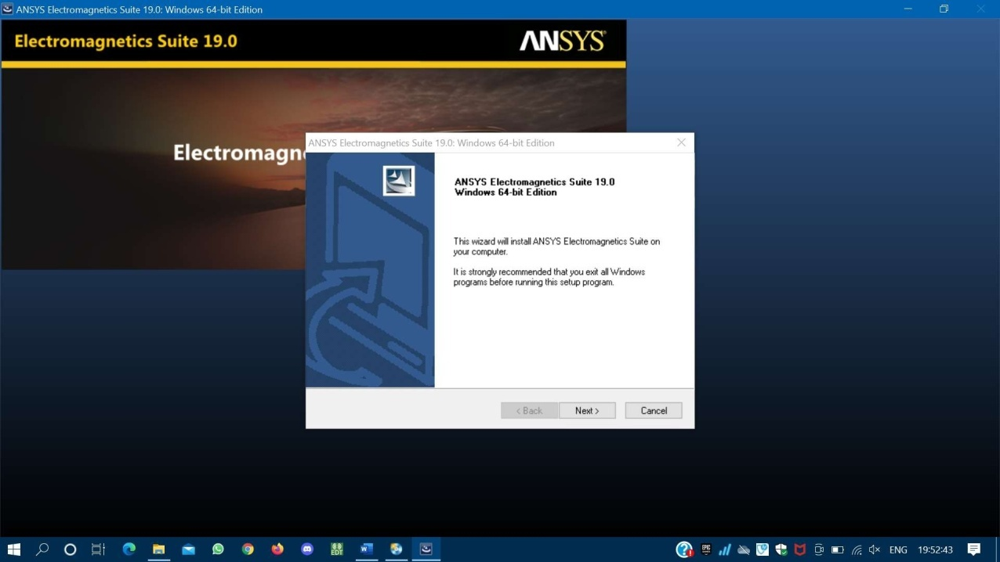 ANSYS Electromagnetics Suite 19.0: Windows 64-bit Edition
Electromagnetics Suite 19.0
ANSYS
Electromagn
ANSYS Electromagnetics Suite 19.0: Windows 64-bit Edition
ANSYS Electromagnetics Suite 19.0
Windows 64-bit Edition
This wizard will install ANSYS Electromagnetics Suite on
your computer.
It is strongly recommended that you exit all Windows
programs before running this setup program.
< Back
Next >
Cancel
EDT
EPIC
ENG
19:52:43